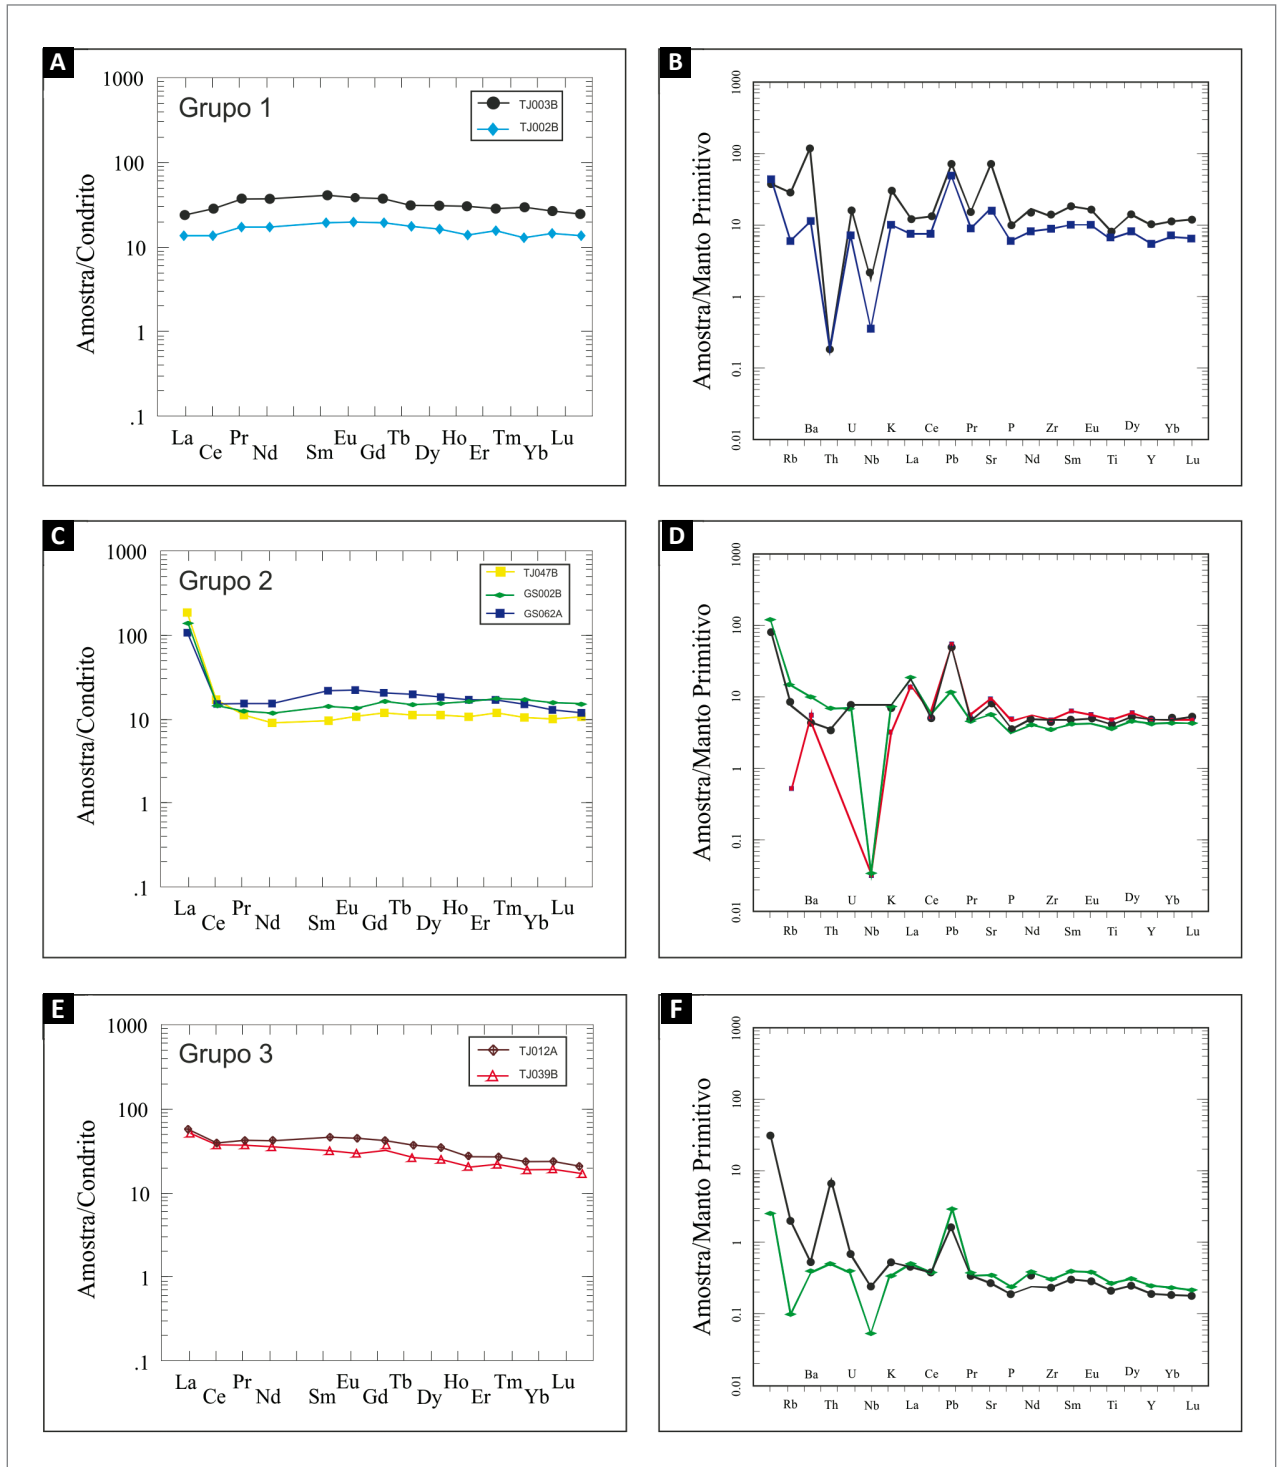 A
Grupo 1
TJ003B
TJ002B
Amostra/Condrito
1000
100
10
1
.1
La Ce Pr Nd Sm Eu Gd Tb Dy Ho Er Tm Yb Lu
B
Amostra/Manto Primitivo
1000
100
10
1
0.1
0.01
Ba U K Ce Pr P Zr Eu Dy Yb
Rb Th Nb La Pb Sr Nd Sm Ti Y Lu
C
Grupo 2
TJ047B
GS002B
GS062A
Amostra/Condrito
1000
100
10
1
.1
La Ce Pr Nd Sm Eu Gd Tb Dy Ho Er Tm Yb Lu
D
Amostra/Manto Primitivo
1000
100
10
1
0.1
0.01
Ba U K Ce Pr P Zr Eu Dy Yb
Rb Th Nb La Pb Sr Nd Sm Ti Y Lu
E
Grupo 3
TJ012A
TJ039B
Amostra/Condrito
1000
100
10
1
.1
La Ce Pr Nd Sm Eu Gd Tb Dy Ho Er Tm Yb Lu
F
Amostra/Manto Primitivo
1000
100
10
1
0.1
0.01
Ba U K Ce Pr P Zr Eu Dy Yb
Rb Th Nb La Pb Sr Nd Sm Ti Y Lu